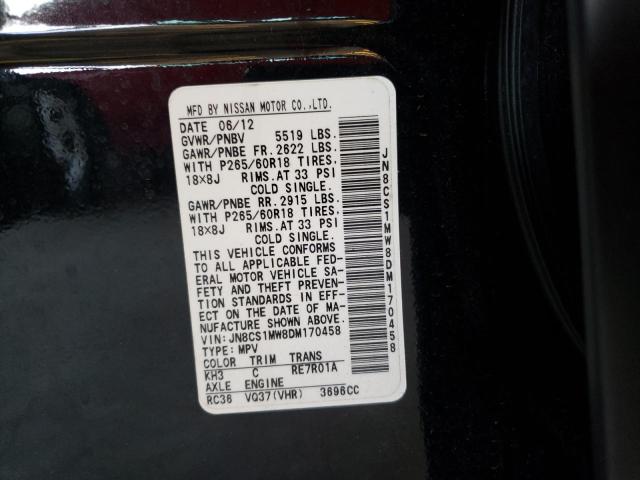 MFD BY NISSAN MOTOR CO.,LTD.
DATE 06/12
GVWR/PNBV 5519 LBS.
GAWR/PNBE FR. 2622 LBS.
WITH P265/60R18 TIRES,
18X8J RIMS.AT 33 PSI
COLD SINGLE.
GAWR/PNBE RR. 2915 LBS.
WITH P265/60R18 TIRES,
18X8J RIMS.AT 33 PSI
COLD SINGLE.
THIS VEHICLE CONFORMS
TO ALL APPLICABLE FED-
ERAL MOTOR VEHICLE SA-
FETY AND THEFT PREVEN-
TION STANDARDS IN EFF-
ECT ON THE DATE OF MA-
NUFACTURE SHOWN ABOVE.
VIN: JN8CS1MW8DM170458
TYPE: MPV
COLOR TRIM TRANS
KH3 C RE7R01A
AXLE ENGINE
RC36 VQ37(VHR) 3696CC
JN8CS1MW8DM170458